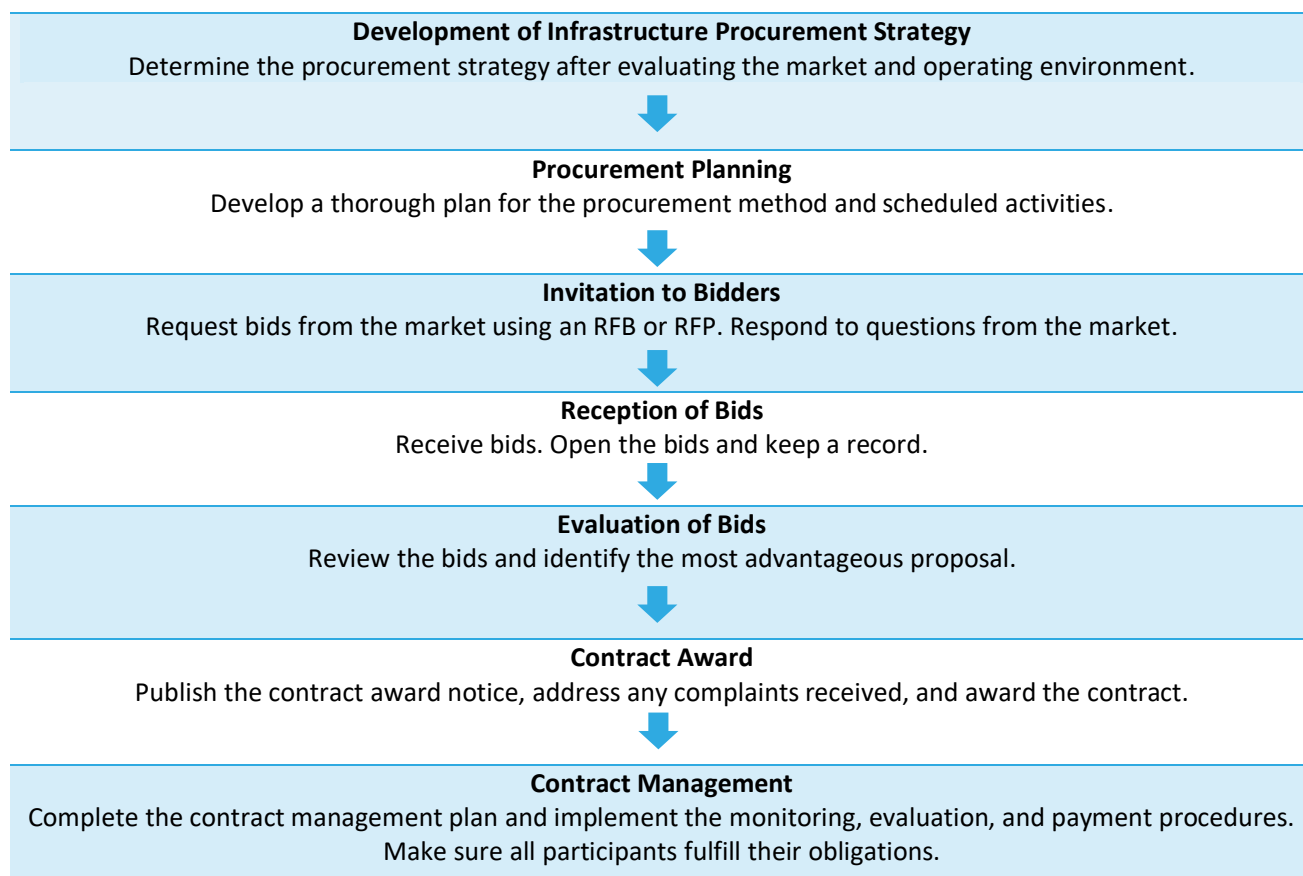 Development of Infrastructure Procurement Strategy
Determine the procurement strategy after evaluating the market and operating environment.
Procurement Planning
Develop a thorough plan for the procurement method and scheduled activities.
Invitation to Bidders
Request bids from the market using an RFB or RFP. Respond to questions from the market.
Reception of Bids
Receive bids. Open the bids and keep a record.
Evaluation of Bids
Review the bids and identify the most advantageous proposal.
Contract Award
Publish the contract award notice, address any complaints received, and award the contract.
Contract Management
Complete the contract management plan and implement the monitoring, evaluation, and payment procedures.
Make sure all participants fulfill their obligations.